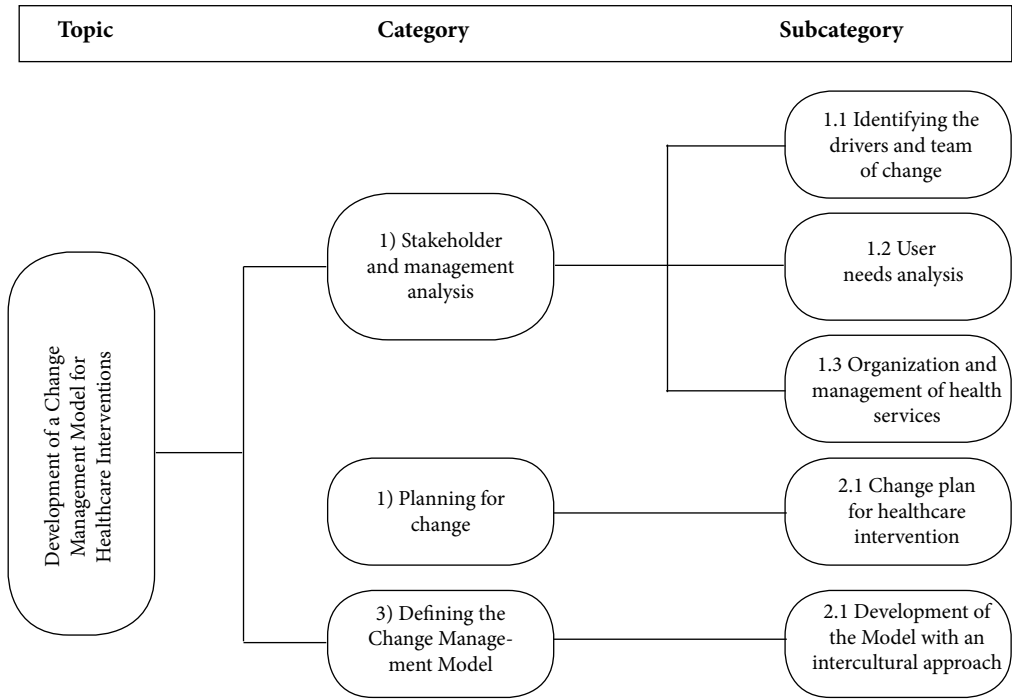 Topic Category Subcategory
Development of a Change
Management Model for
Healthcare Interventions
1) Stakeholder
and management
analysis
1.1 Identifying the
drivers and team
of change
1.2 User
needs analysis
1.3 Organization and
management of health
services
1) Planning for
change
2.1 Change plan
for healthcare
intervention
3) Defining the
Change Manage-
ment Model
2.1 Development of
the Model with an
intercultural approach